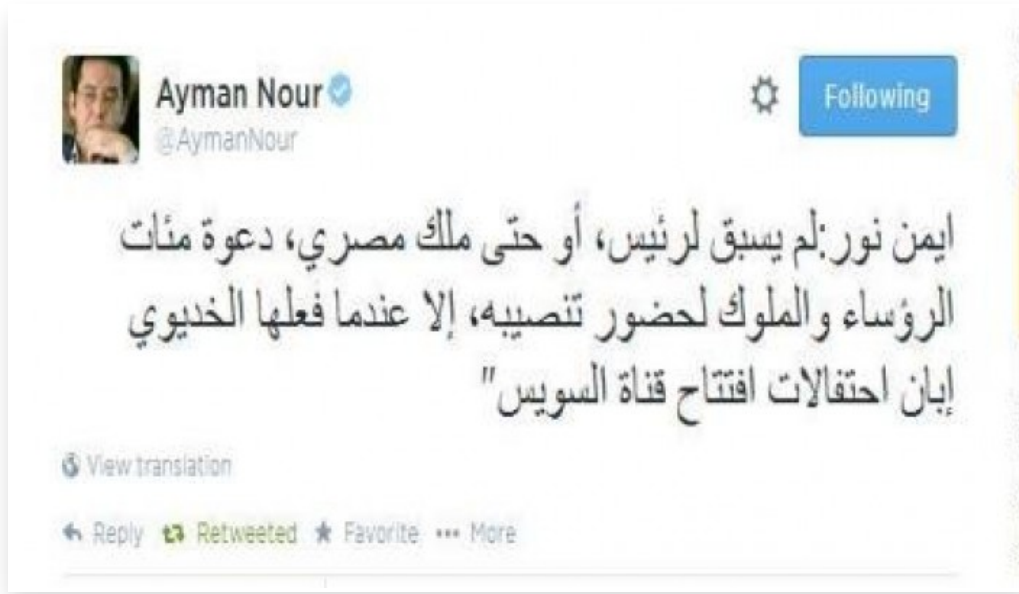 Ayman Nour
@AymanNour
Following
ايمن نور:لم يسبق لرئيس، أو حتى ملك مصري، دعوة مئات
الرؤساء والملوك لحضور تنصيبه، إلا عندما فعلها الخديوي
إبان احتفالات افتتاح قناة السويس"
View translation
Reply Retweeted Favorite ••• More